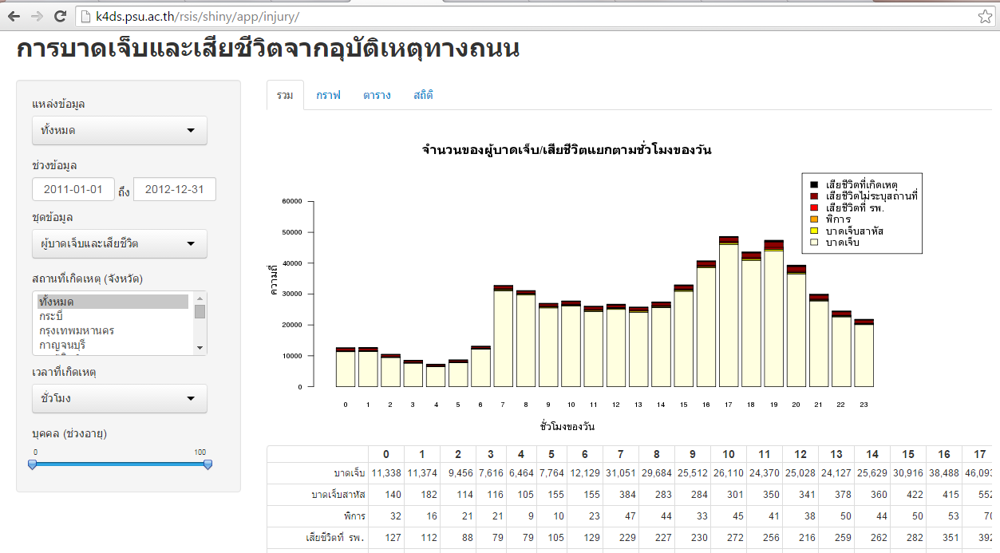 k4ds.psu.ac.th/rsis/shiny/app/injury/
การบาดเจ็บและเสียชีวิตจากอุบัติเหตุทางถนน
แหล่งข้อมูล
ทั้งหมด
ช่วงข้อมูล
2011-01-01 ถึง 2012-12-31
ชุดข้อมูล
ผู้บาดเจ็บและเสียชีวิต
สถานที่เกิดเหตุ (จังหวัด)
ทั้งหมด
กระบี่
กรุงเทพมหานคร
กาญจนบุรี
เวลาที่เกิดเหตุ
ชั่วโมง
บุคคล (ช่วงอายุ)
0 100
รวม กราฟ ตาราง สถิติ
จำนวนของผู้บาดเจ็บ/เสียชีวิตแยกตามชั่วโมงของวัน
เสียชีวิตที่เกิดเหตุ
เสียชีวิตไม่ระบุสถานที่
เสียชีวิตที่ รพ.
พิการ
บาดเจ็บสาหัส
บาดเจ็บ
ความถี่
60000
50000
40000
30000
20000
10000
0
0 1 2 3 4 5 6 7 8 9 10 11 12 13 14 15 16 17 18 19 20 21 22 23
ชั่วโมงของวัน
0 1 2 3 4 5 6 7 8 9 10 11 12 13 14 15 16 17
บาดเจ็บ 11,338 11,374 9,456 7,616 6,464 7,764 12,129 31,051 29,684 25,512 26,110 24,370 25,028 24,127 25,629 30,916 38,488 46,093
บาดเจ็บสาหัส 140 182 114 116 105 155 155 384 283 284 301 350 341 378 360 422 415 552
พิการ 32 16 21 21 9 10 23 47 44 33 45 41 38 50 44 50 53 70
เสียชีวิตที่ รพ. 127 112 88 79 79 105 129 229 227 230 272 256 216 259 262 282 351 392